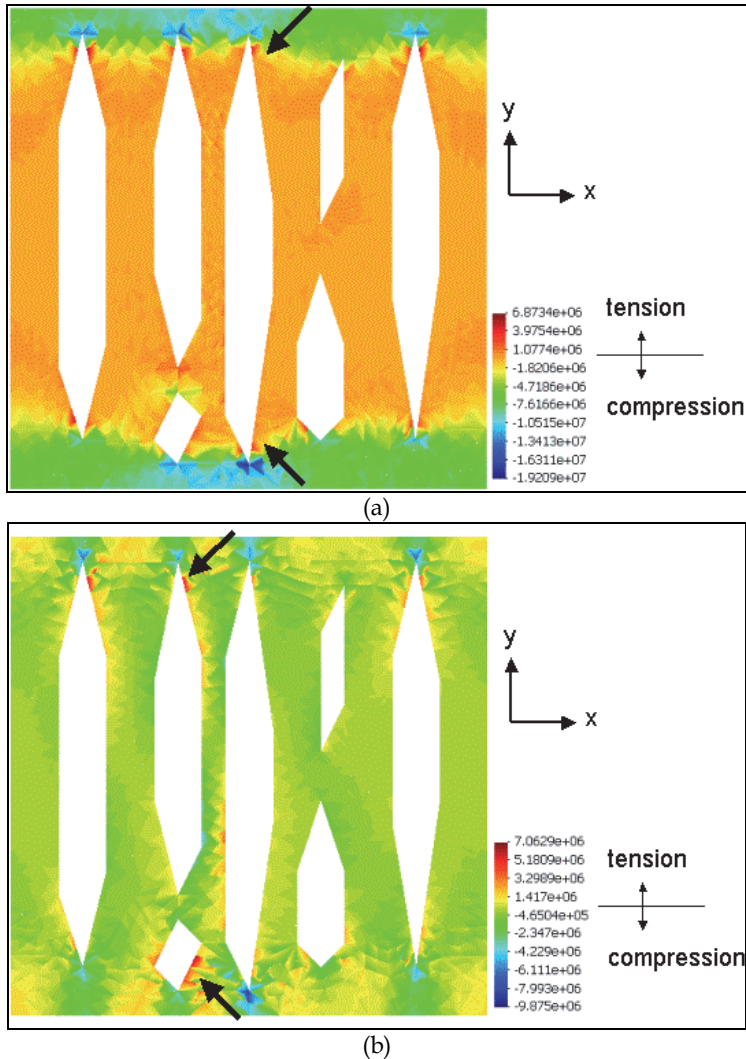 y
x
6.8734e+06
3.9754e+06
1.0774e+06
-1.8206e+06
-4.7186e+06
-7.6166e+06
-1.0515e+07
-1.3413e+07
-1.6311e+07
-1.9209e+07
tension
compression
(a)
y
x
7.0629e+06
5.1809e+06
3.2989e+06
1.417e+06
-4.6504e+05
-2.347e+06
-4.229e+06
-6.111e+06
-7.993e+06
-9.875e+06
tension
compression
(b)